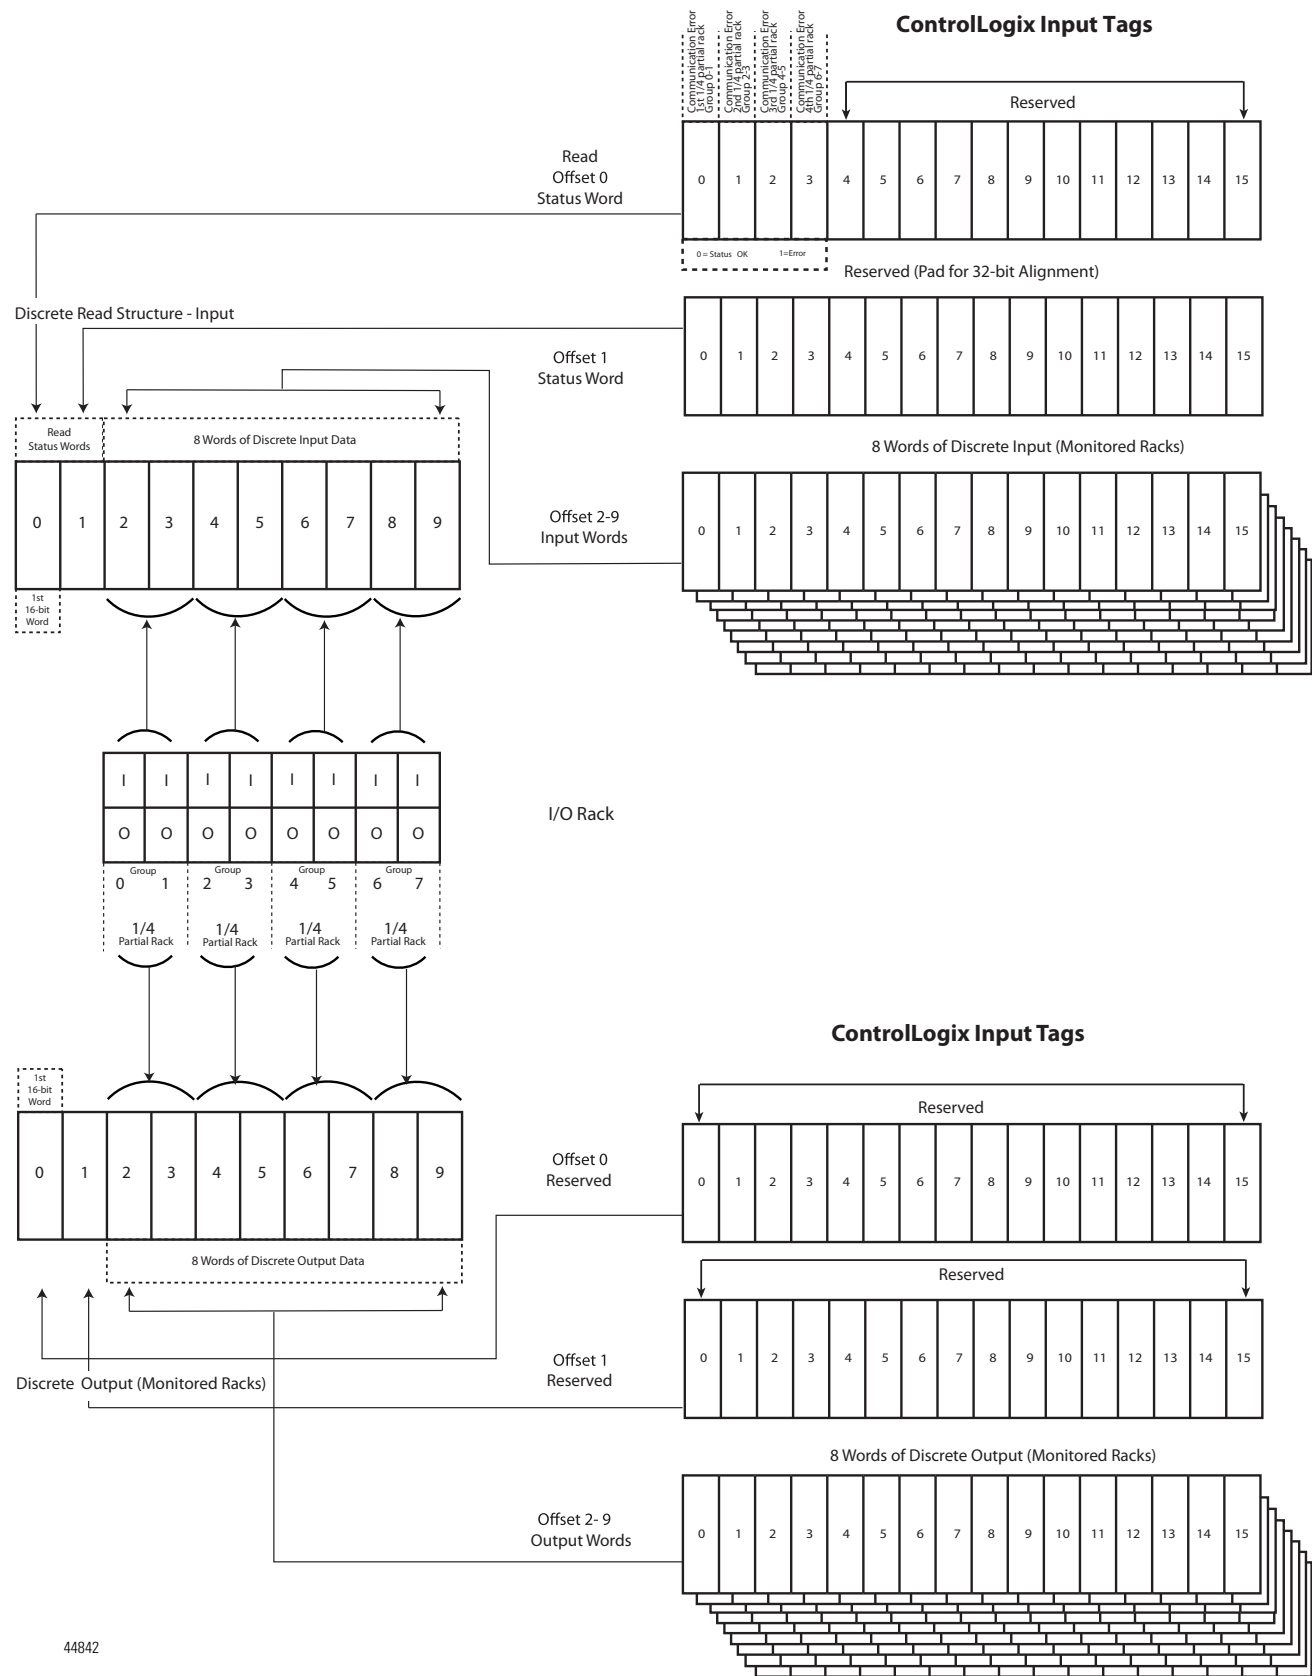 ControlLogix Input Tags
Communication Error
1st 1/4 partial rack
Group 0-1
Communication Error
2nd 1/4 partial rack
Group 2-3
Communication Error
3rd 1/4 partial rack
Group 4-5
Communication Error
4th 1/4 partial rack
Group 6-7
Reserved
Read
Offset 0
Status Word
0 1 2 3 4 5 6 7 8 9 10 11 12 13 14 15
0 = Status OK 1=Error
Reserved (Pad for 32-bit Alignment)
Discrete Read Structure - Input
Offset 1
Status Word
0 1 2 3 4 5 6 7 8 9 10 11 12 13 14 15
Read
Status Words
8 Words of Discrete Input Data
8 Words of Discrete Input (Monitored Racks)
0 1 2 3 4 5 6 7 8 9
Offset 2-9
Input Words
0 1 2 3 4 5 6 7 8 9 10 11 12 13 14 15
1st
16-bit
Word
I I I I I I I I
O O O O O O O O
I/O Rack
Group Group Group Group
0 1 2 3 4 5 6 7
1/4 1/4 1/4 1/4
Partial Rack Partial Rack Partial Rack Partial Rack
ControlLogix Input Tags
1st
16-bit
Word
Reserved
0 1 2 3 4 5 6 7 8 9
Offset 0
Reserved
0 1 2 3 4 5 6 7 8 9 10 11 12 13 14 15
8 Words of Discrete Output Data
Reserved
Offset 1
Reserved
0 1 2 3 4 5 6 7 8 9 10 11 12 13 14 15
Discrete Output (Monitored Racks)
8 Words of Discrete Output (Monitored Racks)
Offset 2- 9
Output Words
0 1 2 3 4 5 6 7 8 9 10 11 12 13 14 15
44842